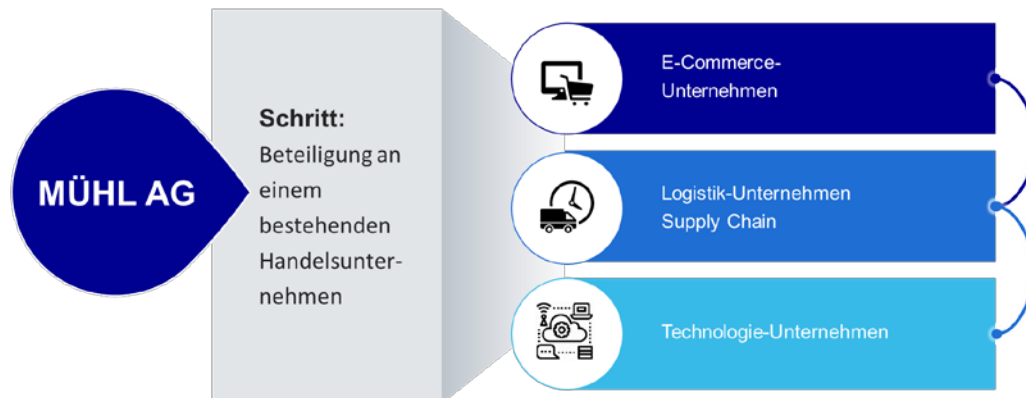 MÜHL AG
Schritt:
Beteiligung an
einem
bestehenden
Handelsunter-
nehmen
E-Commerce-
Unternehmen
Logistik-Unternehmen
Supply Chain
Technologie-Unternehmen